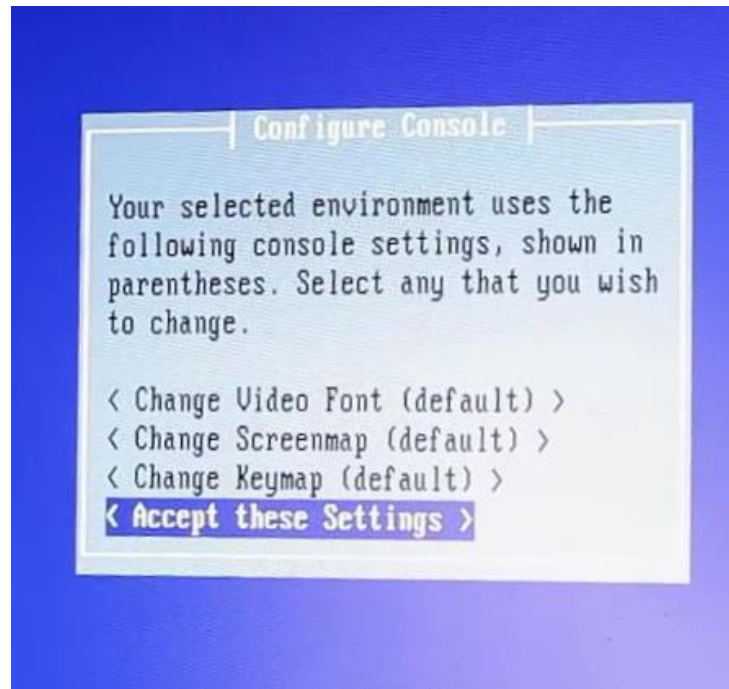 Configure Console
Your selected environment uses the
following console settings, shown in
parentheses. Select any that you wish
to change.
< Change Video Font (default) >
< Change Screenmap (default) >
< Change Keymap (default) >
< Accept these Settings >